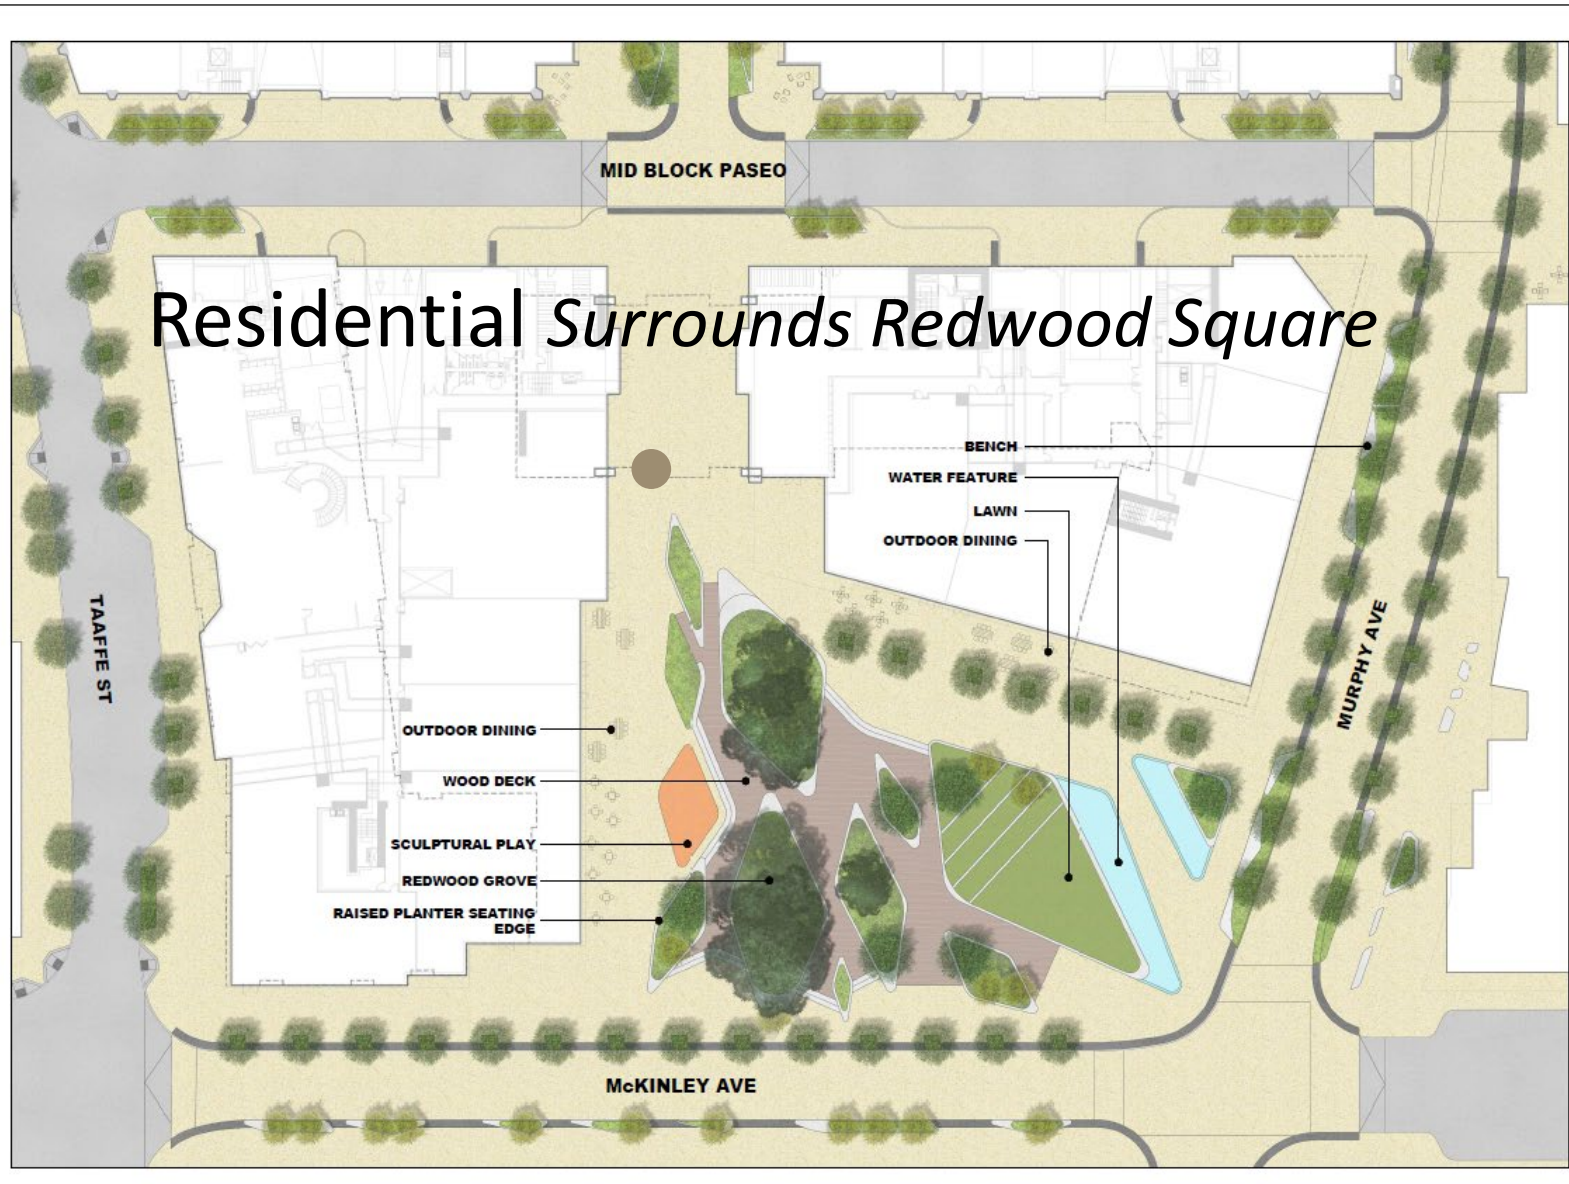 MID BLOCK PASEO
Residential Surrounds Redwood Square
BENCH
WATER FEATURE
LAWN
OUTDOOR DINING
TAAFFE ST
MURPHY AVE
OUTDOOR DINING
WOOD DECK
SCULPTURAL PLAY
REDWOOD GROVE
RAISED PLANTER SEATING
EDGE
McKINLEY AVE